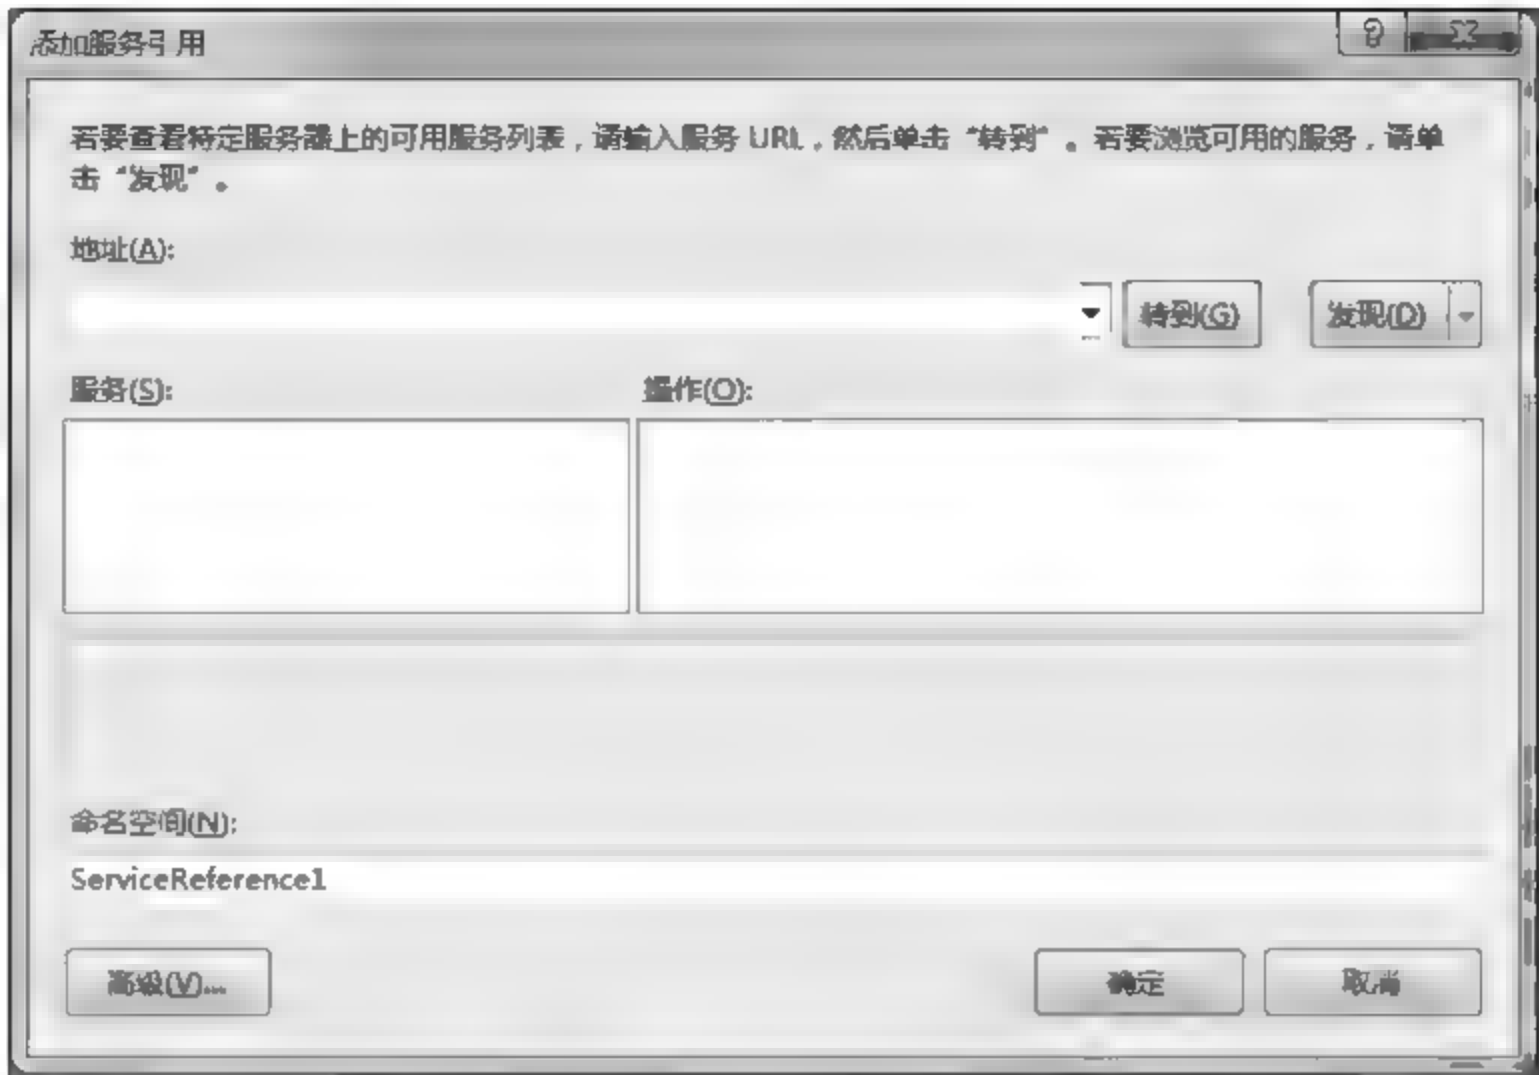 添加服务引用
若要查看特定服务器上的可用服务列表，请输入服务 URL，然后单击“转到”。若要浏览可用的服务，请单
击“发现”。
地址(A):
转到(G)
发现(D)
服务(S):
操作(O):
命名空间(N):
ServiceReference1
高级(V)...
确定
取消